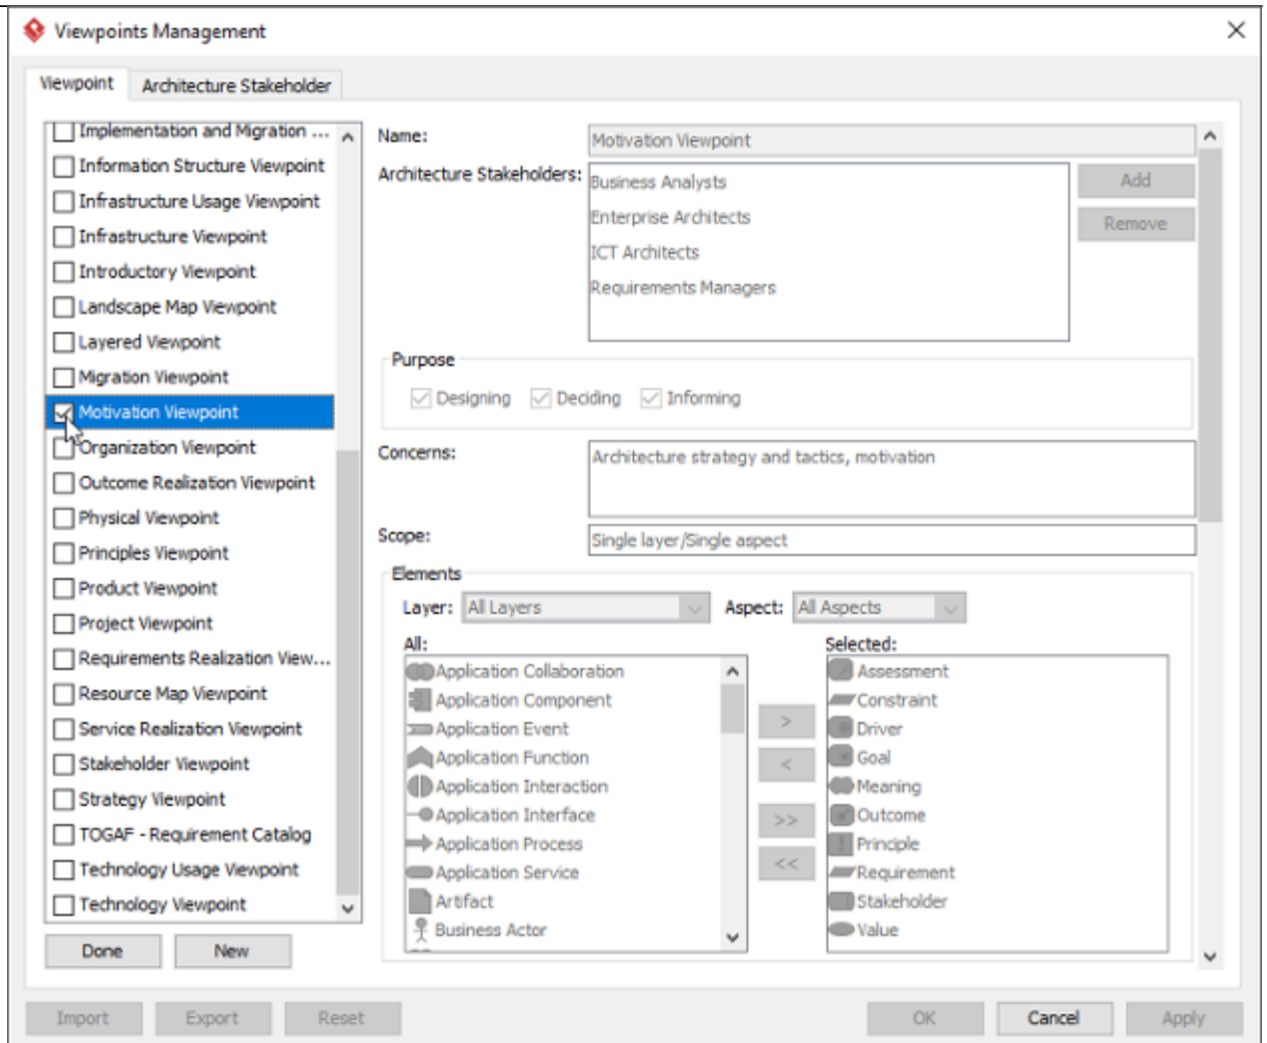 Viewpoints Management
Viewpoint
Architecture Stakeholder
Implementation and Migration ...
Information Structure Viewpoint
Infrastructure Usage Viewpoint
Infrastructure Viewpoint
Introductory Viewpoint
Landscape Map Viewpoint
Layered Viewpoint
Migration Viewpoint
Motivation Viewpoint
Organization Viewpoint
Outcome Realization Viewpoint
Physical Viewpoint
Principles Viewpoint
Product Viewpoint
Project Viewpoint
Requirements Realization View...
Resource Map Viewpoint
Service Realization Viewpoint
Stakeholder Viewpoint
Strategy Viewpoint
TOGAF - Requirement Catalog
Technology Usage Viewpoint
Technology Viewpoint
Done
New
Name:
Motivation Viewpoint
Architecture Stakeholders:
Business Analysts
Enterprise Architects
ICT Architects
Requirements Managers
Add
Remove
Purpose
Designing
Deciding
Informing
Concerns:
Architecture strategy and tactics, motivation
Scope:
Single layer/Single aspect
Elements
Layer:
All Layers
Aspect:
All Aspects
All:
Application Collaboration
Application Component
Application Event
Application Function
Application Interaction
Application Interface
Application Process
Application Service
Artifact
Business Actor
>
<
>>
<<
Selected:
Assessment
Constraint
Driver
Goal
Meaning
Outcome
Principle
Requirement
Stakeholder
Value
Import
Export
Reset
OK
Cancel
Apply